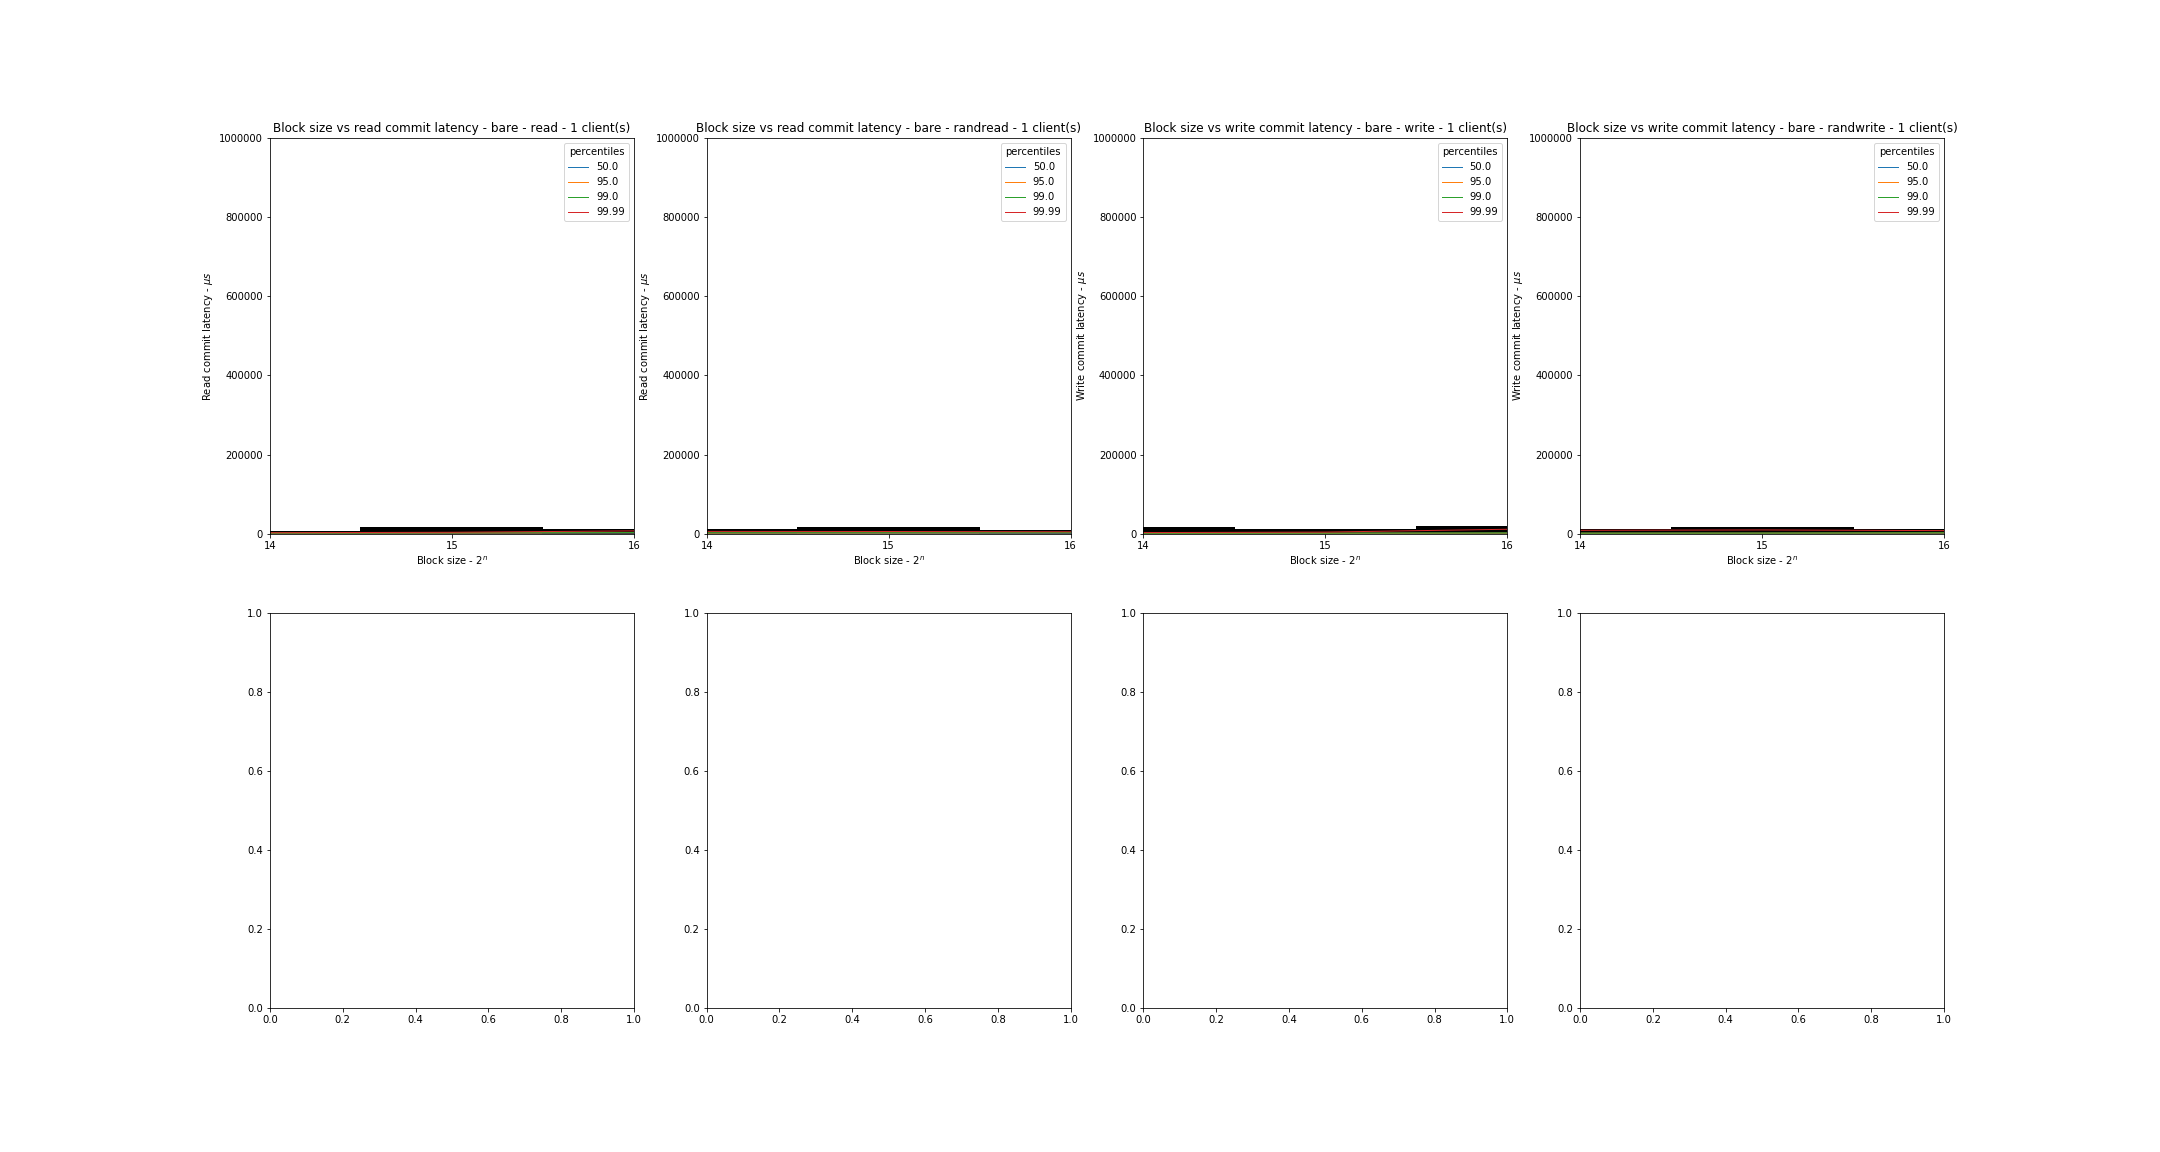 Block size vs read commit latency - bare - read - 1 client(s)
1000000
800000
600000
400000
200000
0
Read commit latency - μs
percentiles
50.0
95.0
99.0
99.99
14 15 16
Block size - 2ⁿ
Block size vs read commit latency - bare - randread - 1 client(s)
1000000
800000
600000
400000
200000
0
Read commit latency - μs
percentiles
50.0
95.0
99.0
99.99
14 15 16
Block size - 2ⁿ
Block size vs write commit latency - bare - write - 1 client(s)
1000000
800000
600000
400000
200000
0
Write commit latency - μs
percentiles
50.0
95.0
99.0
99.99
14 15 16
Block size - 2ⁿ
Block size vs write commit latency - bare - randwrite - 1 client(s)
1000000
800000
600000
400000
200000
0
Write commit latency - μs
percentiles
50.0
95.0
99.0
99.99
14 15 16
Block size - 2ⁿ
1.0
0.8
0.6
0.4
0.2
0.0
0.0 0.2 0.4 0.6 0.8 1.0
1.0
0.8
0.6
0.4
0.2
0.0
0.0 0.2 0.4 0.6 0.8 1.0
1.0
0.8
0.6
0.4
0.2
0.0
0.0 0.2 0.4 0.6 0.8 1.0
1.0
0.8
0.6
0.4
0.2
0.0
0.0 0.2 0.4 0.6 0.8 1.0